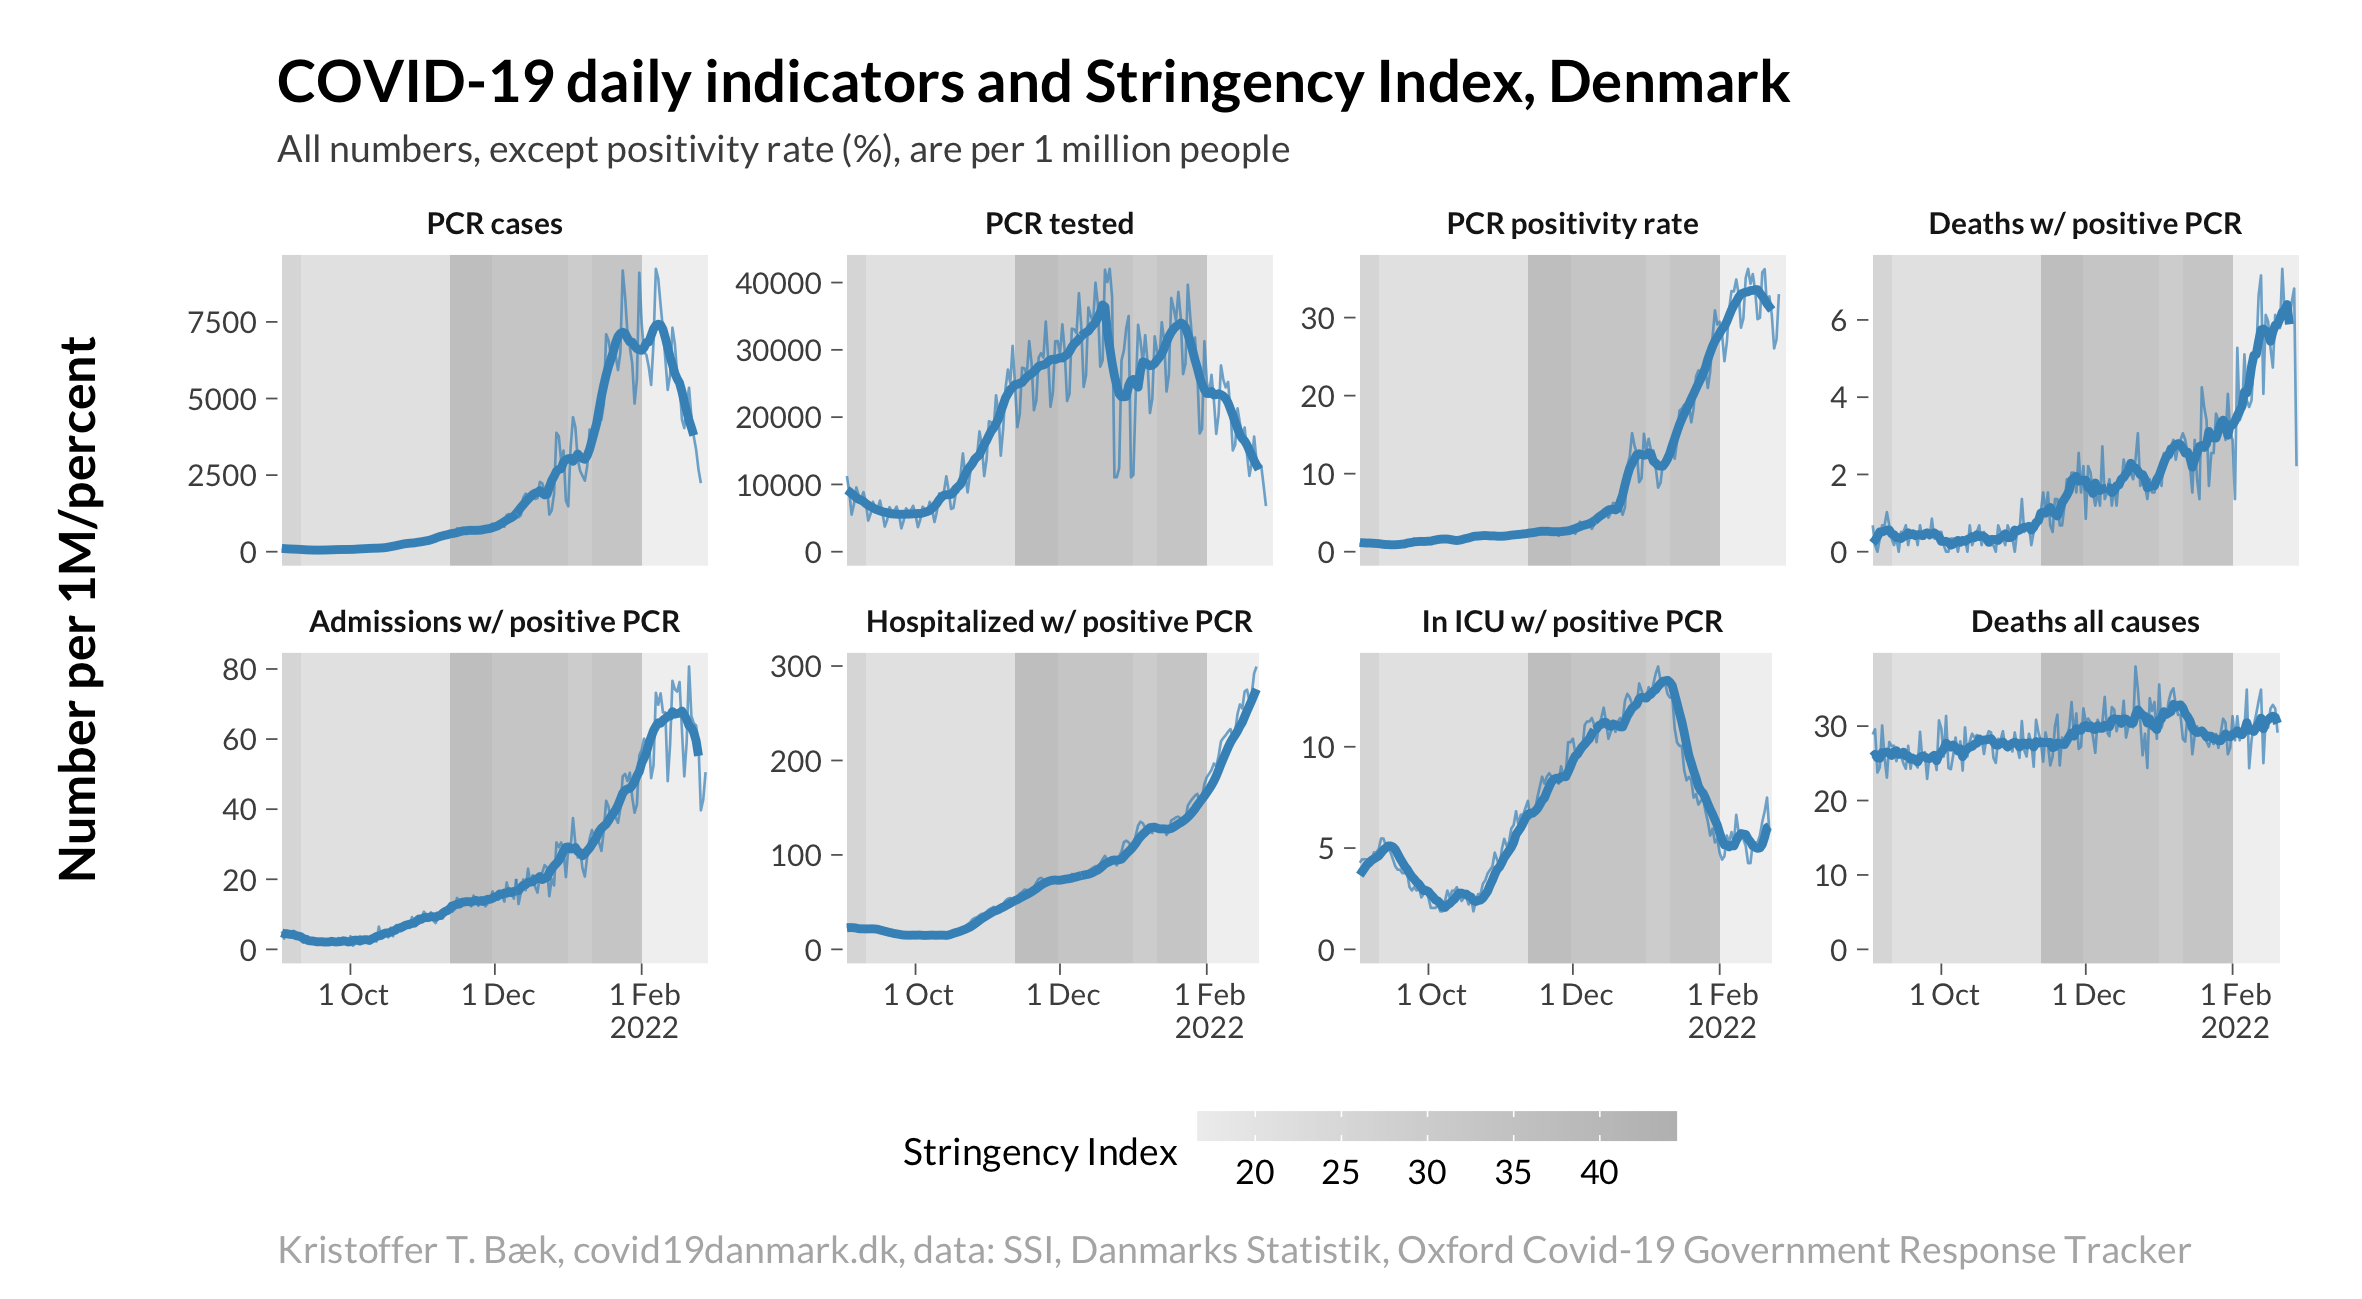 COVID-19 daily indicators and Stringency Index, Denmark
All numbers, except positivity rate (%), are per 1 million people
Number per 1M/percent
PCR cases
7500
5000
2500
0
PCR tested
40000
30000
20000
10000
0
PCR positivity rate
30
20
10
0
Deaths w/ positive PCR
6
4
2
0
Admissions w/ positive PCR
80
60
40
20
0
1 Oct
1 Dec
1 Feb
2022
Hospitalized w/ positive PCR
300
200
100
0
1 Oct
1 Dec
1 Feb
2022
In ICU w/ positive PCR
10
5
0
1 Oct
1 Dec
1 Feb
2022
Deaths all causes
30
20
10
0
1 Oct
1 Dec
1 Feb
2022
Stringency Index
20 25 30 35 40
Kristoffer T. Bæk, covid19danmark.dk, data: SSI, Danmarks Statistik, Oxford Covid-19 Government Response Tracker